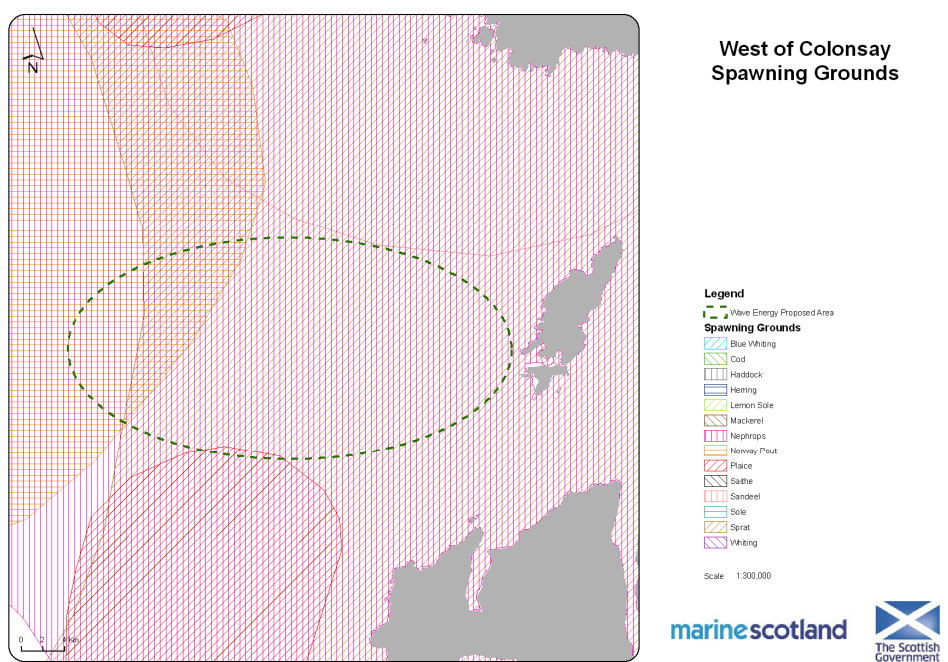 West of Colonsay
Spawning Grounds
N
Legend
Wave Energy Proposed Area
Spawning Grounds
Blue Whiting
Cod
Haddock
Herring
Lemon Sole
Mackerel
Nephrops
Norway Pout
Plaice
Saithe
Sandeel
Sole
Sprat
Whiting
Scale 1:300,000
0 2 4 Km
marinescotland
The Scottish
Government